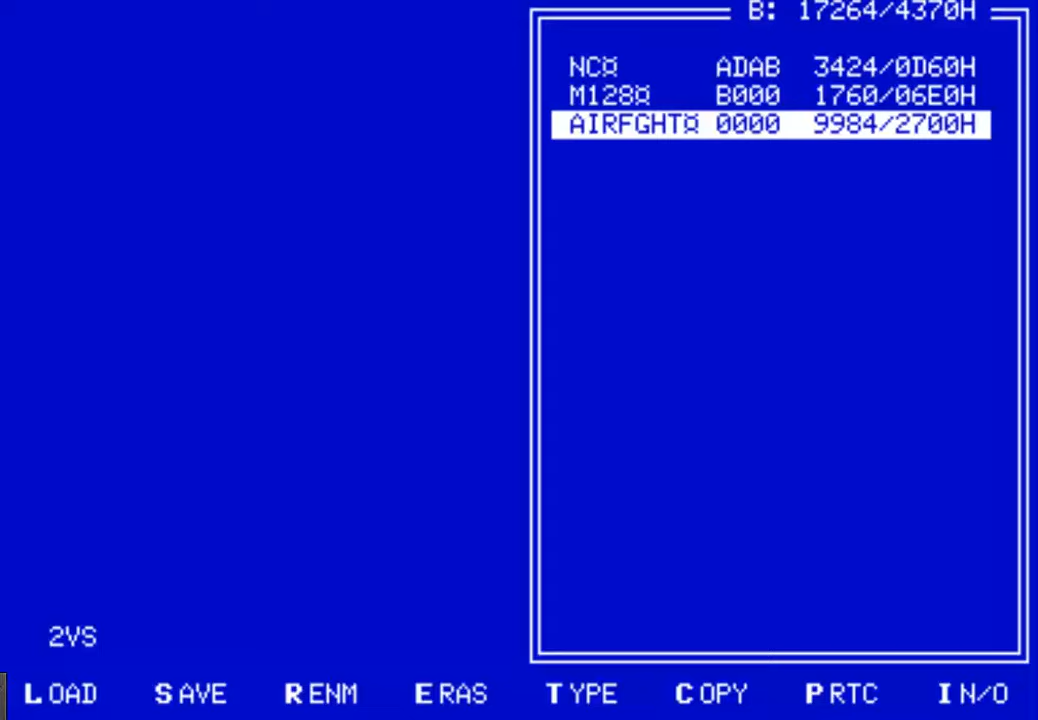 B: 17264/4370H
NC¤ ADAB 3424/0D60H
M128¤ B000 1760/06E0H
AIRFGHT¤ 0000 9984/2700H
2VS
LOAD SAVE RENM ERAS TYPE COPY PRTC IN/O